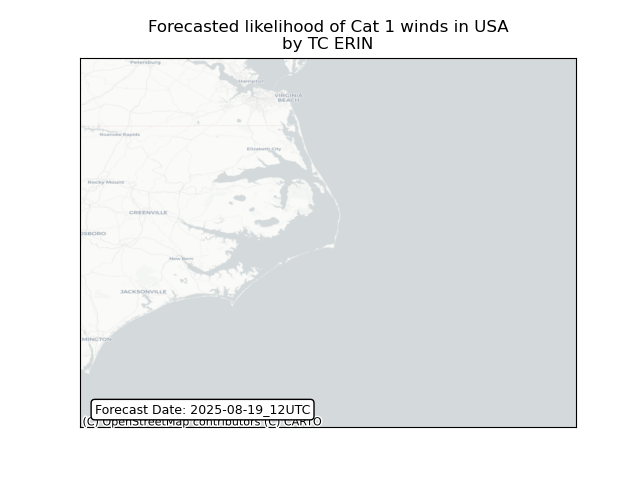 Forecasted likelihood of Cat 1 winds in USA
by TC ERIN
Petersburg
Hampton
VIRGINIA
BEACH
Roanoke Rapids
Elizabeth City
Rocky Mount
GREENVILLE
SBORO
New Bern
JACKSONVILLE
MINGTON
Forecast Date: 2025-08-19_12UTC
(C) OpenStreetMap contributors (C) CARTO